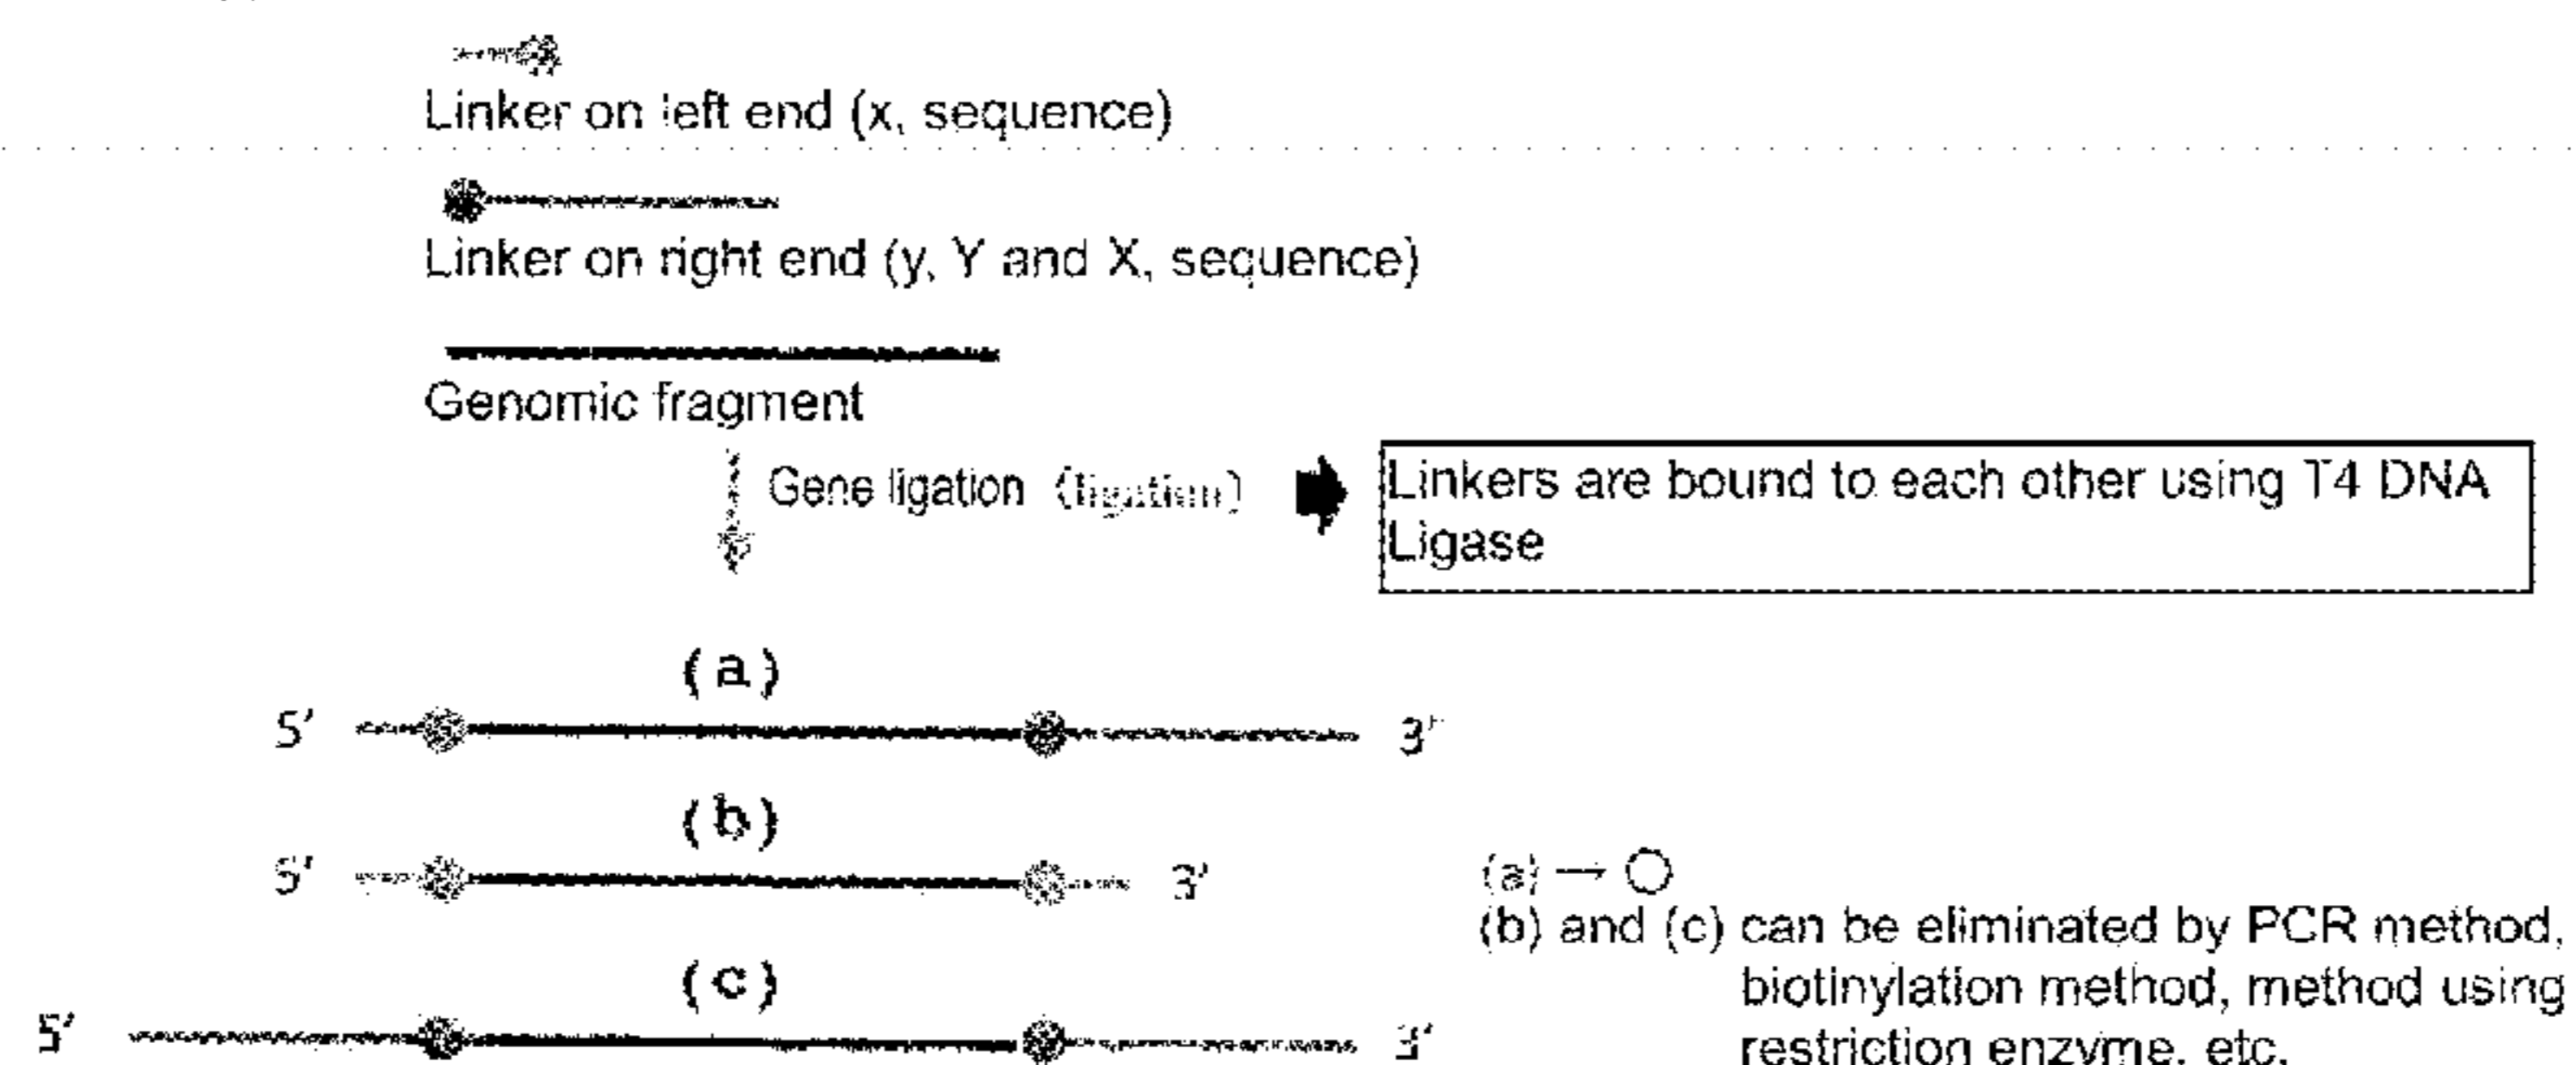 Linker on left end (x, sequence)
Linker on right end (y, Y and X, sequence)
Genomic fragment
Gene ligation (ligation)
Linkers are bound to each other using T4 DNA
Ligase
(a)
5' 3'
(b)
5' 3'
(a) → ○
(b) and (c) can be eliminated by PCR method,
biotinylation method, method using
(c)
5' 3'
restriction enzyme, etc.